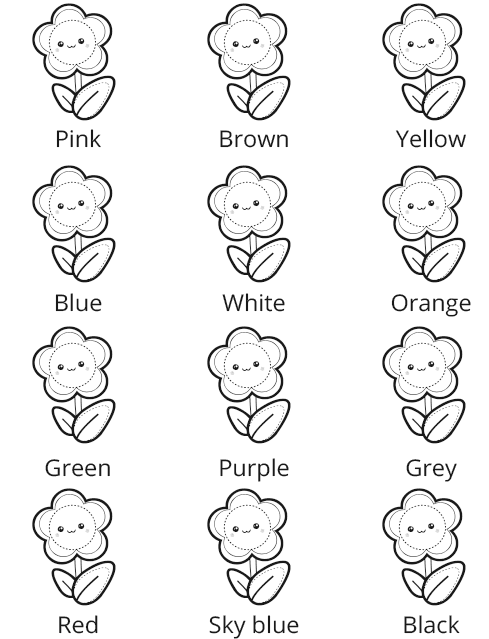 Pink Brown Yellow
Blue White Orange
Green Purple Grey
Red Sky blue Black